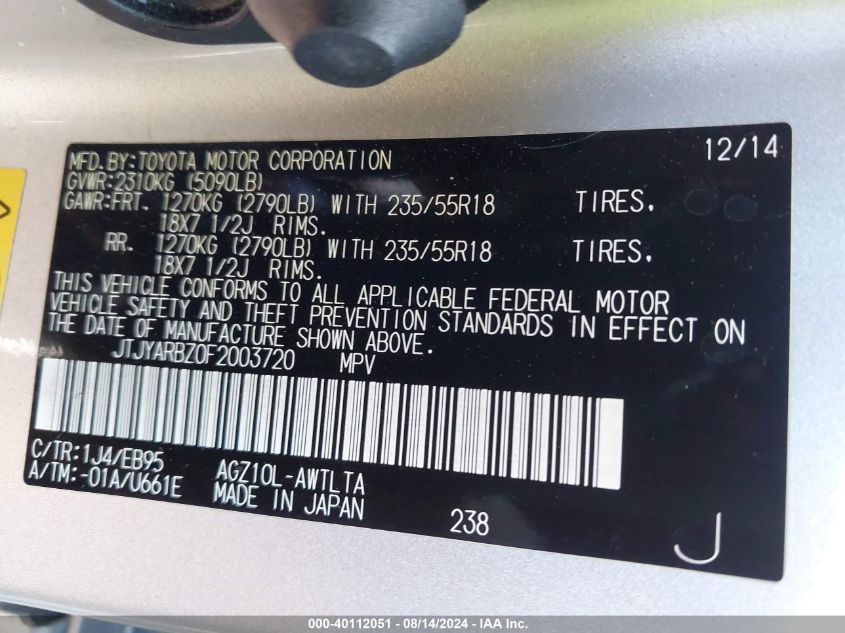 MFD. BY: TOYOTA MOTOR CORPORATION 12/14
GVWR: 2310KG (5090LB)
GAWR: FRT. 1270KG (2790LB) WITH 235/55R18 TIRES,
18X7 1/2J RIMS.
RR. 1270KG (2790LB) WITH 235/55R18 TIRES,
18X7 1/2J RIMS.
THIS VEHICLE CONFORMS TO ALL APPLICABLE FEDERAL MOTOR
VEHICLE SAFETY AND THEFT PREVENTION STANDARDS IN EFFECT ON
THE DATE OF MANUFACTURE SHOWN ABOVE.
JTJYARBZ0F2003720 MPV
C/TR: 1J4/EB95 AGZ10L-AWTLTA
A/TM: -01A/U661E MADE IN JAPAN 238 J
000-40112051 - 08/14/2024 - IAA, Inc.